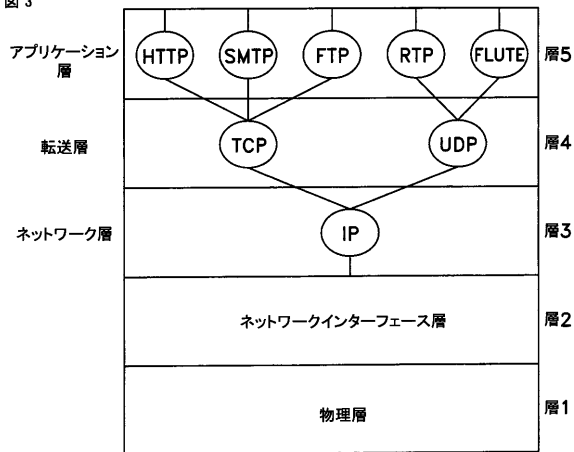 図 3
アプリケーション
層
HTTP SMTP FTP RTP FLUTE 層5
転送層 TCP UDP 層4
ネットワーク層 IP 層3
ネットワークインターフェース層 層2
物理層 層1